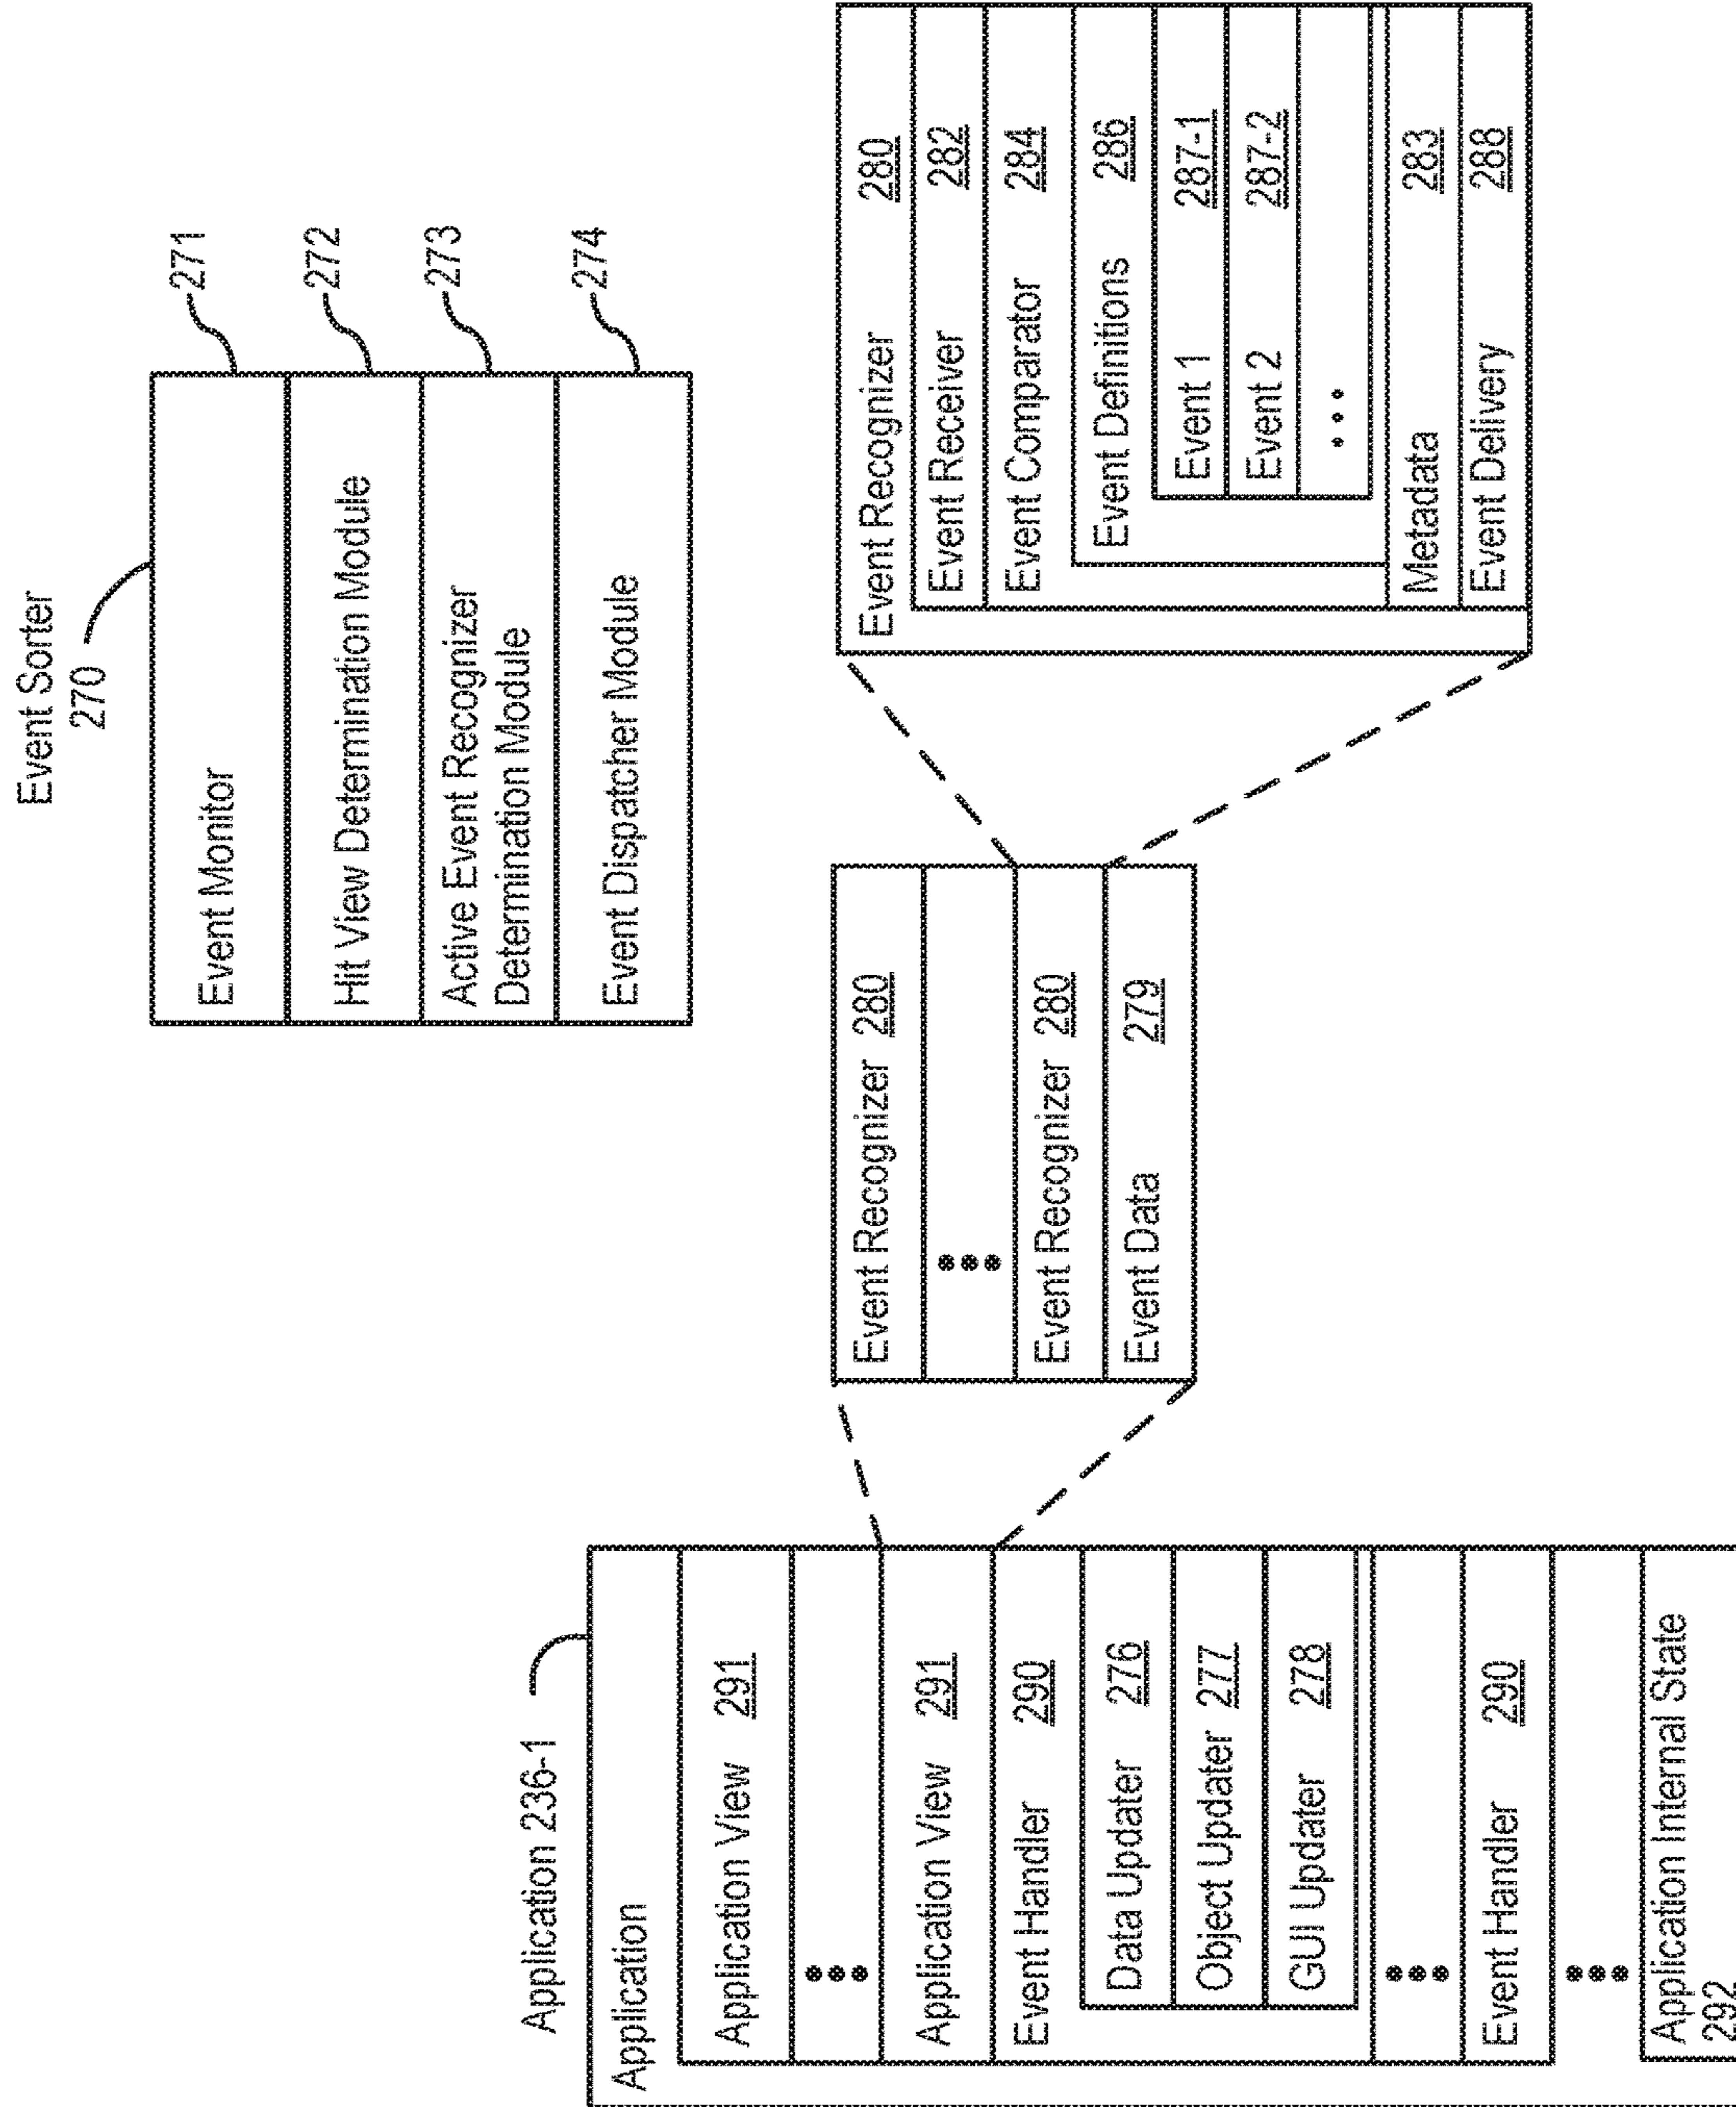 Event Sorter
270
Event Monitor
271
Hit View Determination Module
272
Active Event Recognizer
Determination Module
273
Event Dispatcher Module
274
Application 236-1
Application
Application View 291
•••
Application View 291
Event Handler 290
Data Updater 276
Object Updater 277
GUI Updater 278
•••
Event Handler 290
•••
Application Internal State
292
Event Recognizer 280
•••
Event Recognizer 280
Event Data 279
Event Recognizer 280
Event Receiver 282
Event Comparator 284
Event Definitions 286
Event 1 287-1
Event 2 287-2
•••
Metadata 283
Event Delivery 288